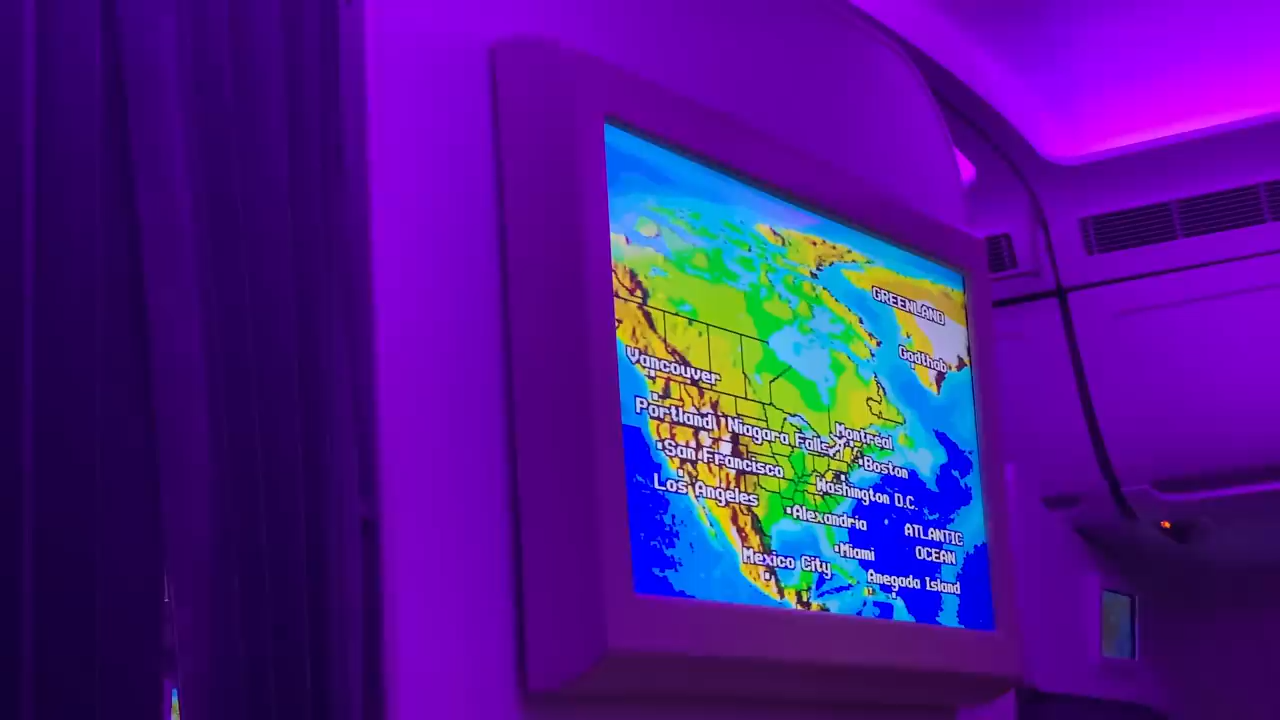 GREENLAND
Godthab
Vancouver
Portland
Niagara Falls
Montreal
San Francisco
Boston
Los Angeles
Washington D.C.
Alexandria
ATLANTIC
OCEAN
Miami
Mexico City
Anegada Island